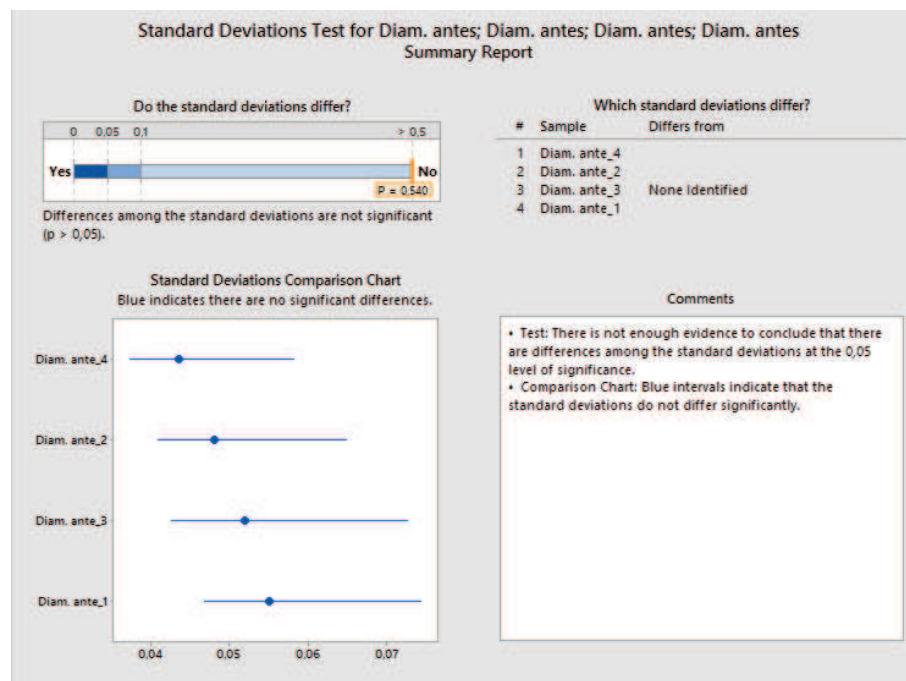 Standard Deviations Test for Diam. antes; Diam. antes; Diam. antes; Diam. antes
Summary Report
Do the standard deviations differ?
0 0,05 0,1 > 0,5
Yes No
P = 0,540
Differences among the standard deviations are not significant
(p > 0,05).
Which standard deviations differ?
# Sample Differs from
1 Diam. ante_4
2 Diam. ante_2
3 Diam. ante_3 None Identified
4 Diam. ante_1
Standard Deviations Comparison Chart
Blue indicates there are no significant differences.
Diam. ante_4
Diam. ante_2
Diam. ante_3
Diam. ante_1
0,04 0,05 0,06 0,07
Comments
• Test: There is not enough evidence to conclude that there
are differences among the standard deviations at the 0,05
level of significance.
• Comparison Chart: Blue intervals indicate that the
standard deviations do not differ significantly.